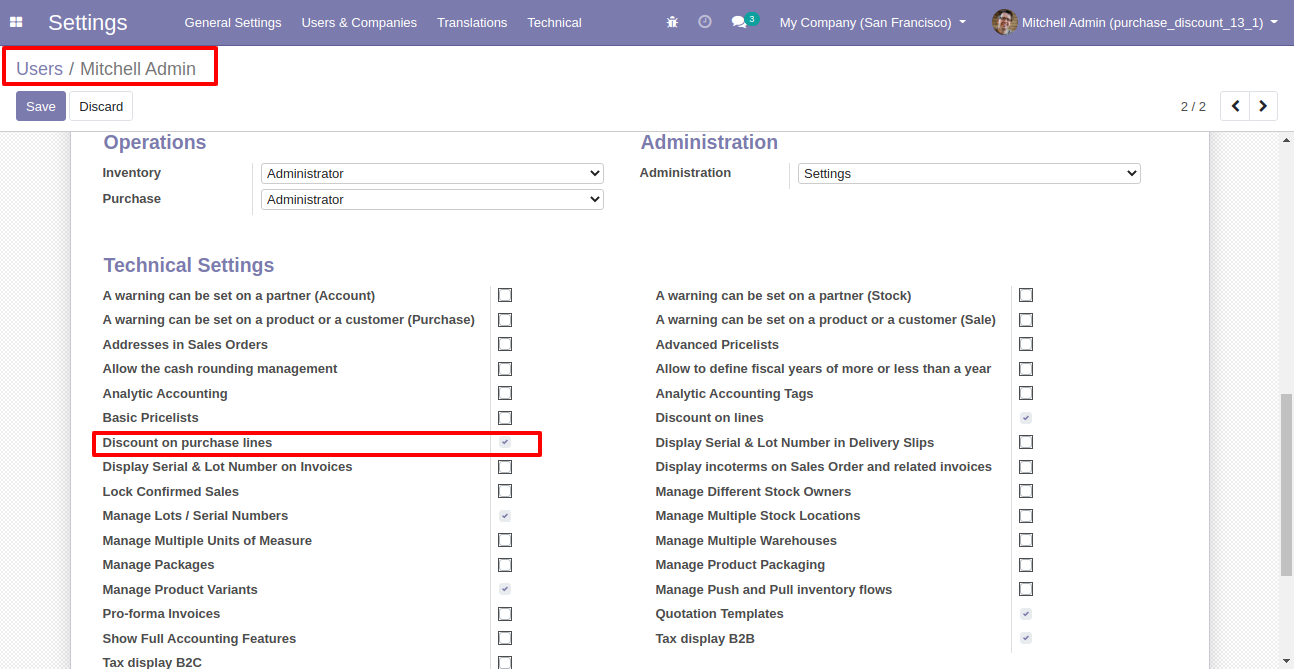 Settings General Settings Users & Companies Translations Technical 3 My Company (San Francisco) Mitchell Admin (purchase_discount_13_1)
Users / Mitchell Admin
Save Discard 2 / 2
Operations Administration
Inventory Administrator Administration Settings
Purchase Administrator
Technical Settings
A warning can be set on a partner (Account) A warning can be set on a partner (Stock)
A warning can be set on a product or a customer (Purchase) A warning can be set on a product or a customer (Sale)
Addresses in Sales Orders Advanced Pricelists
Allow the cash rounding management Allow to define fiscal years of more or less than a year
Analytic Accounting Analytic Accounting Tags
Basic Pricelists Discount on lines
Discount on purchase lines Display Serial & Lot Number in Delivery Slips
Display Serial & Lot Number on Invoices Display incoterms on Sales Order and related invoices
Lock Confirmed Sales Manage Different Stock Owners
Manage Lots / Serial Numbers Manage Multiple Stock Locations
Manage Multiple Units of Measure Manage Multiple Warehouses
Manage Packages Manage Product Packaging
Manage Product Variants Manage Push and Pull inventory flows
Pro-forma Invoices Quotation Templates
Show Full Accounting Features Tax display B2B
Tax display B2C